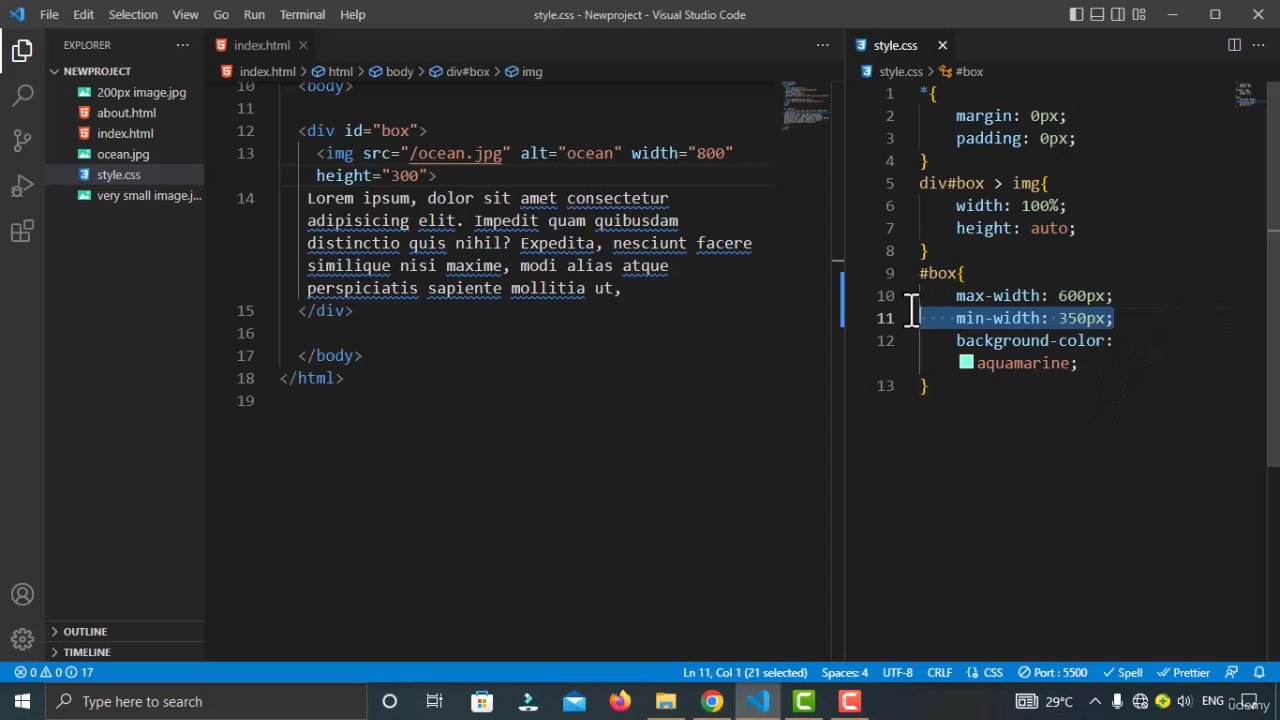 File Edit Selection View Go Run Terminal Help
style.css - Newproject - Visual Studio Code
EXPLORER
NEWPROJECT
200px image.jpg
about.html
index.html
ocean.jpg
style.css
very small image.j...
OUTLINE
TIMELINE
index.html
index.html > html > body > div#box > img
10 <body>
11
12 <div id="box">
13 <img src="/ocean.jpg" alt="ocean" width="800"
height="300">
14 Lorem ipsum, dolor sit amet consectetur
adipisicing elit. Impedit quam quibusdam
distinctio quis nihil? Expedita, nesciunt facere
similique nisi maxime, modi alias atque
perspiciatis sapiente mollitia ut,
15 </div>
16
17 </body>
18 </html>
19
style.css
style.css > #box
1 *{
2 margin: 0px;
3 padding: 0px;
4 }
5 div#box > img{
6 width: 100%;
7 height: auto;
8 }
9 #box{
10 max-width: 600px;
11 min-width: 350px;
12 background-color:
aquamarine;
13 }
0 0 17
Ln 11, Col 1 (21 selected) Spaces: 4 UTF-8 CRLF {} CSS Port : 5500 Spell Prettier
Type here to search
29°C ENG
Udemy